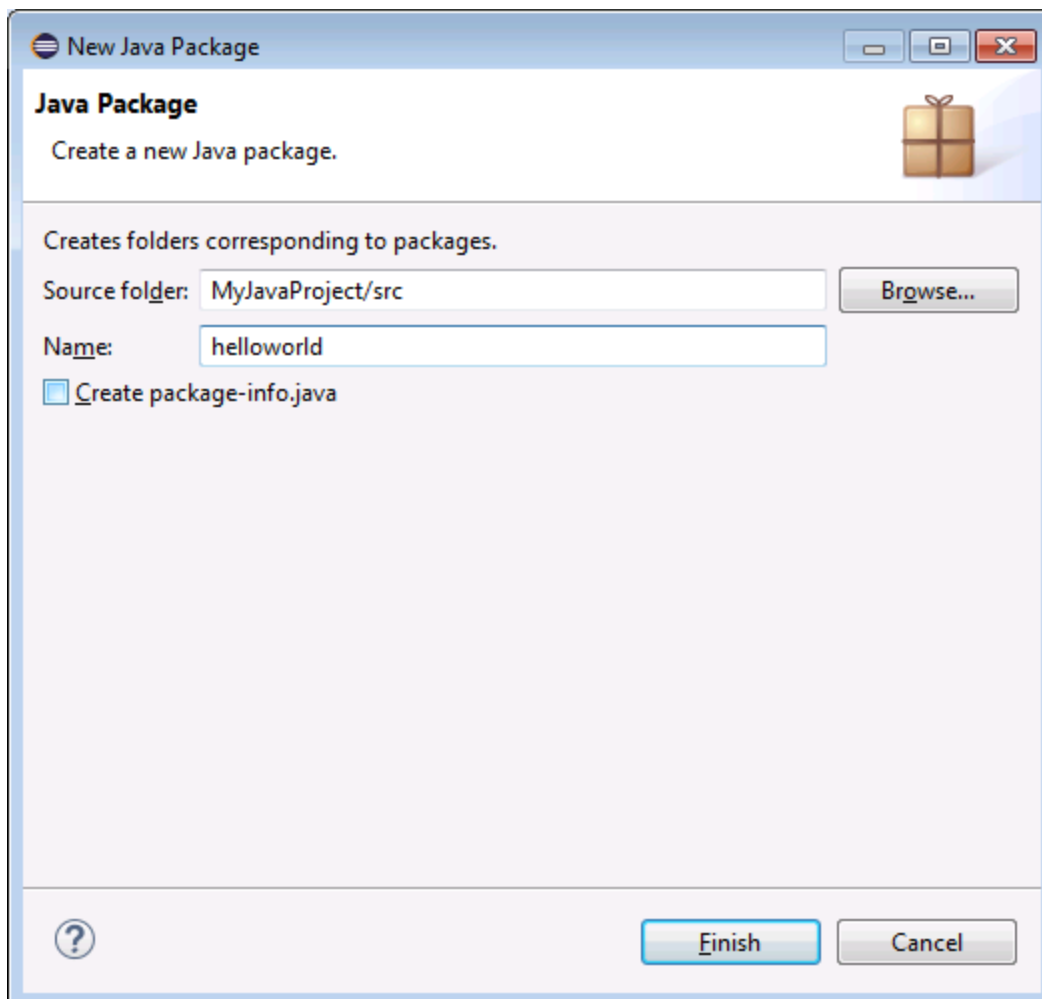 New Java Package
Java Package
Create a new Java package.
Creates folders corresponding to packages.
Source folder: MyJavaProject/src Browse...
Name: helloworld
Create package-info.java
? Finish Cancel